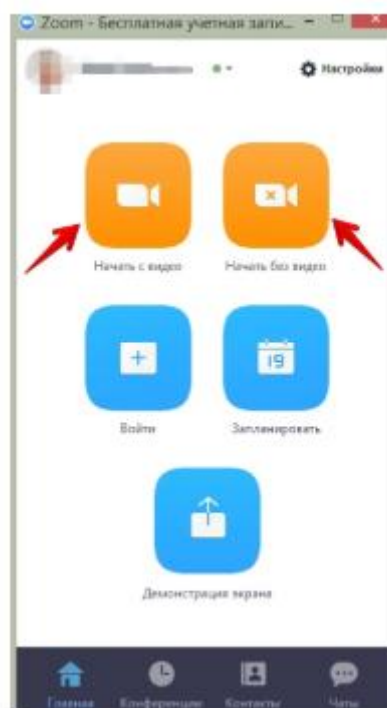 Zoom - Бесплатная учетная запи...
Настройки
Начать с видео
Начать без видео
19
Войти
Запланировать
Демонстрация экрана
Главная
Конференции
Контакты
Чаты